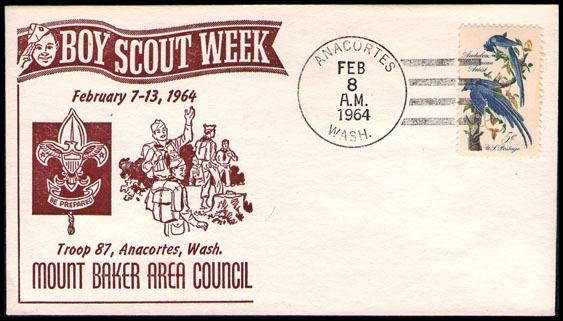 BOY SCOUT WEEK
February 7-13, 1964
BE PREPARED
Troop 87, Anacortes, Wash.
MOUNT BAKER AREA COUNCIL
ANACORTES
FEB
8
A.M.
1964
WASH.
Audubon
American
Artist
5c
U.S. Postage